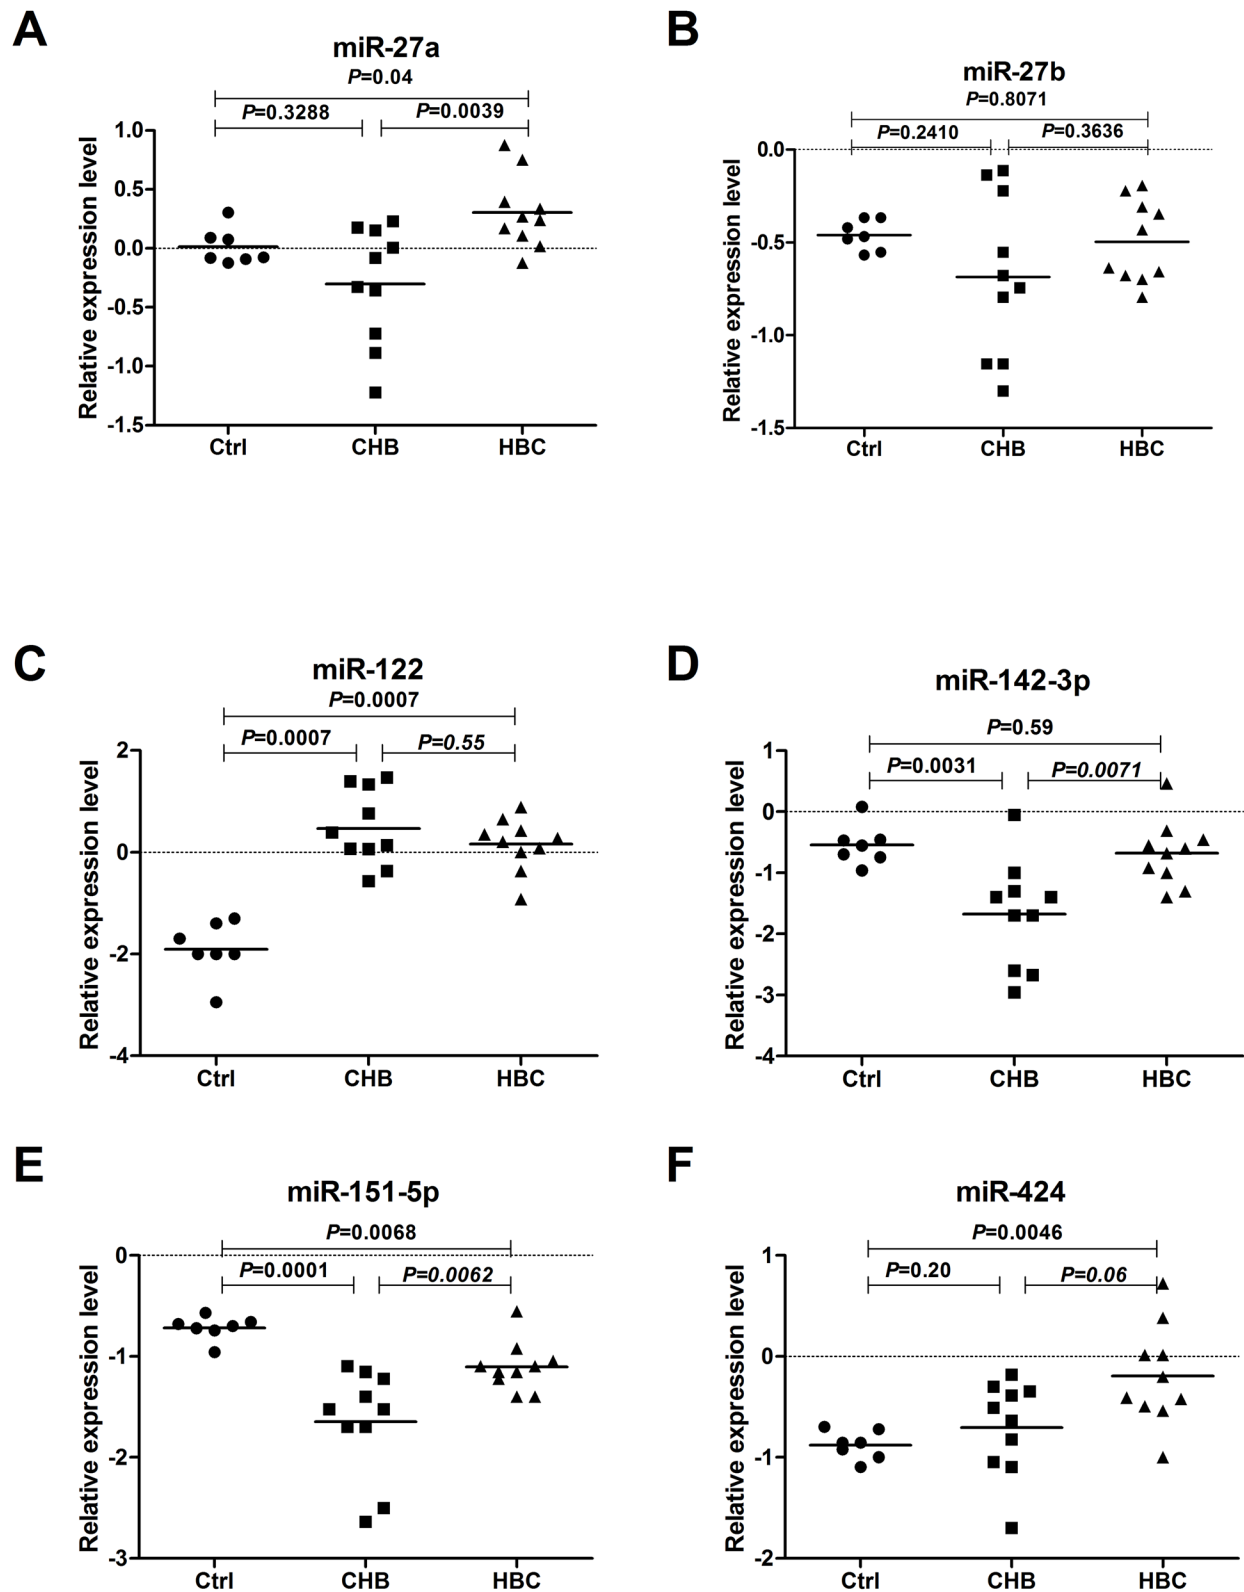 A
miR-27a
P=0.04
P=0.3288
P=0.0039
1.0
0.5
0.0
-0.5
-1.0
-1.5
Relative expression level
Ctrl
CHB
HBC
B
miR-27b
P=0.8071
P=0.2410
P=0.3636
0.0
-0.5
-1.0
-1.5
Relative expression level
Ctrl
CHB
HBC
C
miR-122
P=0.0007
P=0.0007
P=0.55
2
0
-2
-4
Relative expression level
Ctrl
CHB
HBC
D
miR-142-3p
P=0.59
P=0.0031
P=0.0071
1
0
-1
-2
-3
-4
Relative expression level
Ctrl
CHB
HBC
E
miR-151-5p
P=0.0068
P=0.0001
P=0.0062
0
-1
-2
-3
Relative expression level
Ctrl
CHB
HBC
F
miR-424
P=0.0046
P=0.20
P=0.06
1
0
-1
-2
Relative expression level
Ctrl
CHB
HBC